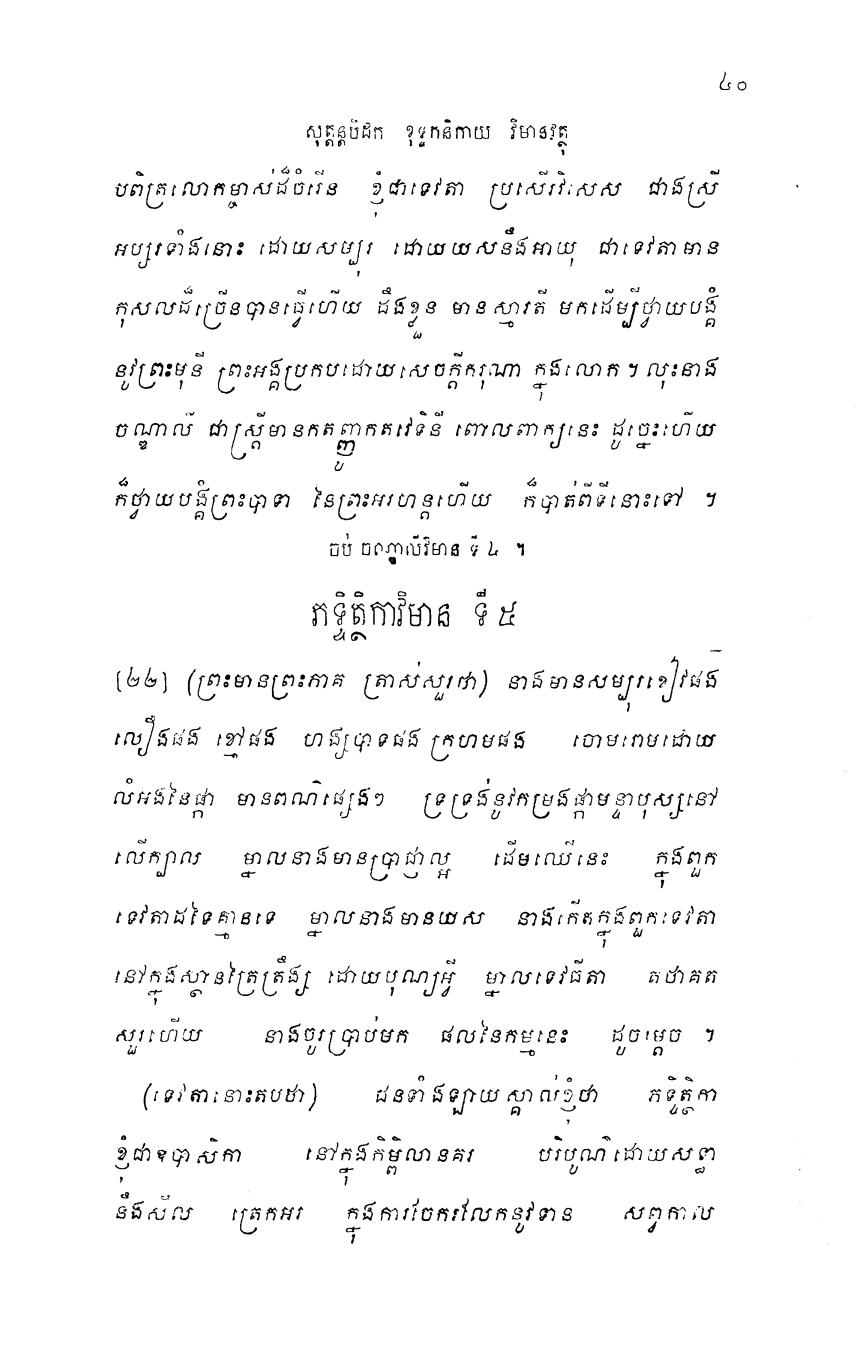 ៤០
សុត្តន្តបិដក ខុទ្ទកនិកាយ វិមានវត្ថុ
បពិត្រលោកម្ចាស់ដ៏ចំរើន ខ្ញុំជាទេវតា ប្រសើរវិសេស ជាងស្រី
អប្សរទាំងនោះ ដោយសម្បុរ ដោយយសនឹងអាយុ ជាទេវតាមាន
កុសលដ៏ច្រើនបានធ្វើហើយ ដឹងខ្លួន មានស្មារតី មកដើម្បីថ្វាយបង្គំ
នូវព្រះមុនី ព្រះអង្គប្រកបដោយសេចក្តីករុណា ក្នុងលោក។ លុះនាង
ចណ្ឌាលី ជាស្រ្តីមានកតញ្ញូកតវេទិនី ពោលពាក្យនេះ ដូច្នេះហើយ
ក៏ថ្វាយបង្គំព្រះបាទា នៃព្រះអរហន្តហើយ ក៏បាត់ពីទីនោះទៅ ។
ចប់ ចណ្ឌាលិវិមាន ទី ៤ ។
ភទ្ទិត្ថិកាវិមាន ទី ៥
[២២] (ព្រះមានព្រះភាគ ត្រាស់សួរថា) នាងមានសម្បុរខៀវផង
លឿងផង ខ្មៅផង ហង្សបាទផង ក្រហមផង ចោមរោមដោយ
លំអងនៃផ្កា មានពណ៌ផ្សេងៗ ទ្រទ្រង់នូវកម្រងផ្កាមន្ទាបុស្សនៅ
លើក្បាល ម្នាលនាងមានប្រាជ្ញាល្អ ដើមឈើនេះ ក្នុងពួក
ទេវតាដទៃគ្មានទេ ម្នាលនាងមានយស នាងកើតក្នុងពួកទេវតា
នៅក្នុងស្ថានត្រៃត្រឹង្ស ដោយបុណ្យអ្វី ម្នាលទេវធីតា តថាគត
សួរហើយ នាងចូរប្រាប់មក ផលនៃកម្មនេះ ដូចម្តេច ។
(ទេវតានោះតបថា) ជនទាំងឡាយស្គាល់ខ្ញុំថា ភទ្ទិត្ថិកា
ខ្ញុំជាឧបាសិកា នៅក្នុងកិម្ពិលានគរ បរិបូណ៌ដោយសទ្ធា
នឹងសីល ត្រេកអរ ក្នុងការចែករលែកនូវទាន សព្វកាល